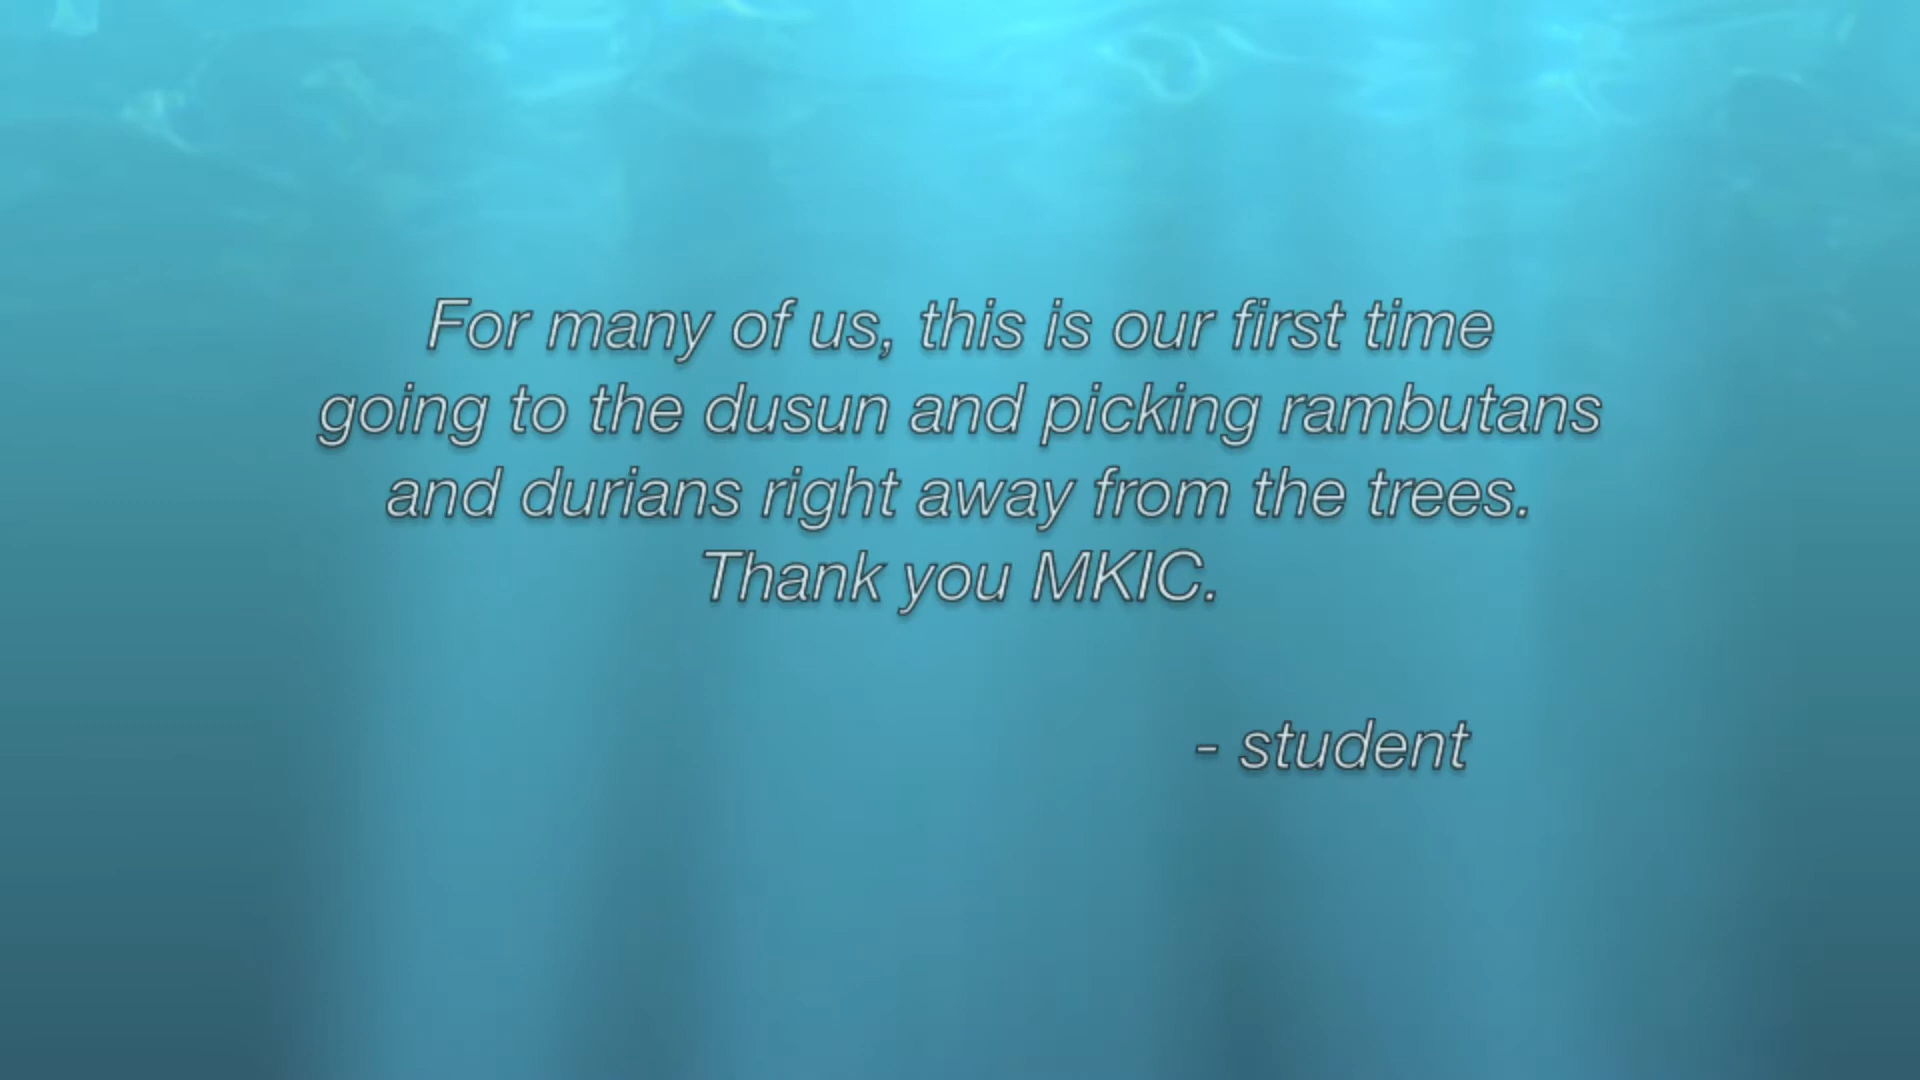 For many of us, this is our first time
going to the dusun and picking rambutans
and durians right away from the trees.
Thank you MKIC.
- student